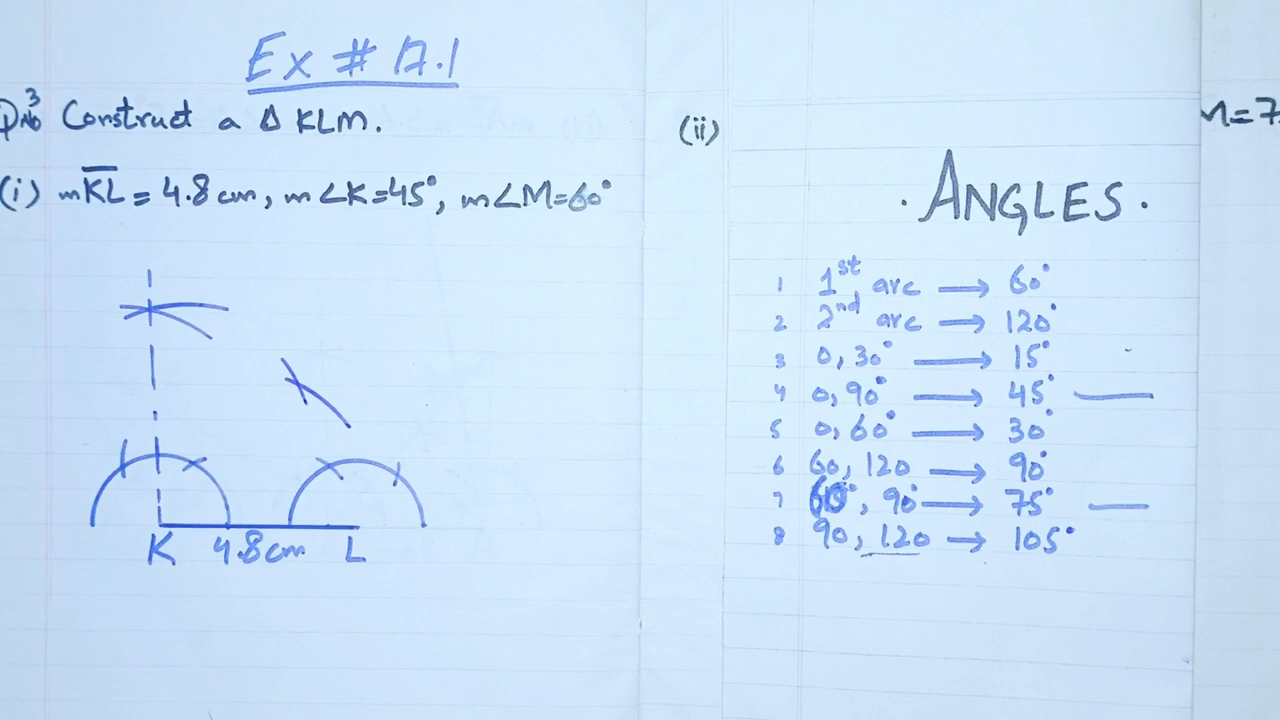 Ex # 17.1
QNo3 Construct a Δ KLM.
(i) mKL = 4.8 cm, m∠K=45°, m∠M=60°
K 4.8cm L
(ii)
. ANGLES .
1 1st arc → 60°
2 2nd arc → 120°
3 0, 30° → 15°
4 0, 90° → 45°
5 0, 60° → 30°
6 60, 120 → 90°
7 60°, 90° → 75°
8 90, 120 → 105°